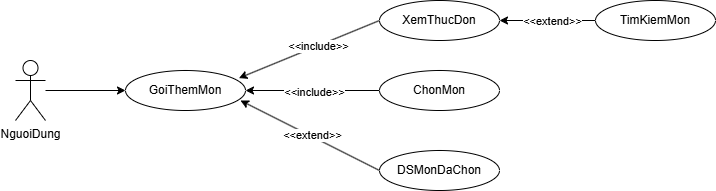 XemThucDon
<<extend>>
TimKiemMon
<<include>>
GoiThemMon
<<include>>
ChonMon
NguoiDung
<<extend>>
DSMonDaChon